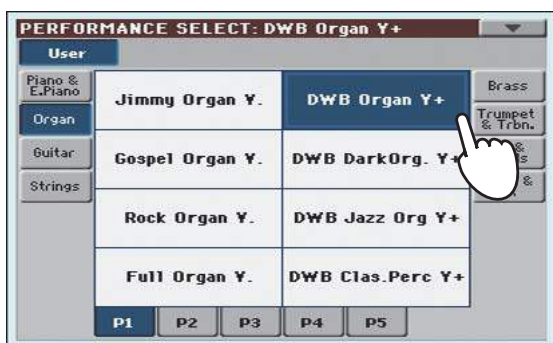 PERFORMANCE SELECT: DWB Organ Y+
User
Piano &
E.Piano
Organ
Guitar
Strings
Jimmy Organ ¥.
DWB Organ Y+
Gospel Organ ¥.
DWB DarkOrg. Y+
Rock Organ ¥.
DWB Jazz Org Y+
Full Organ ¥.
DWB Clas.Perc Y+
Brass
Trumpet
& Trbn.
&
&
P1
P2
P3
P4
P5